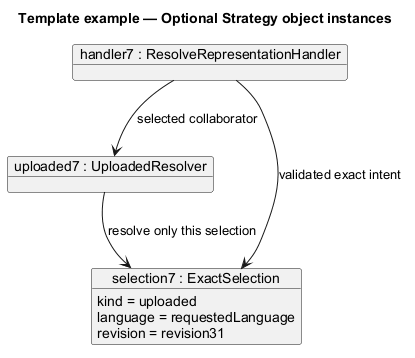 Template example — Optional Strategy object instances
handler7 : ResolveRepresentationHandler
selected collaborator
uploaded7 : UploadedResolver
validated exact intent
resolve only this selection
selection7 : ExactSelection
kind = uploaded
language = requestedLanguage
revision = revision31